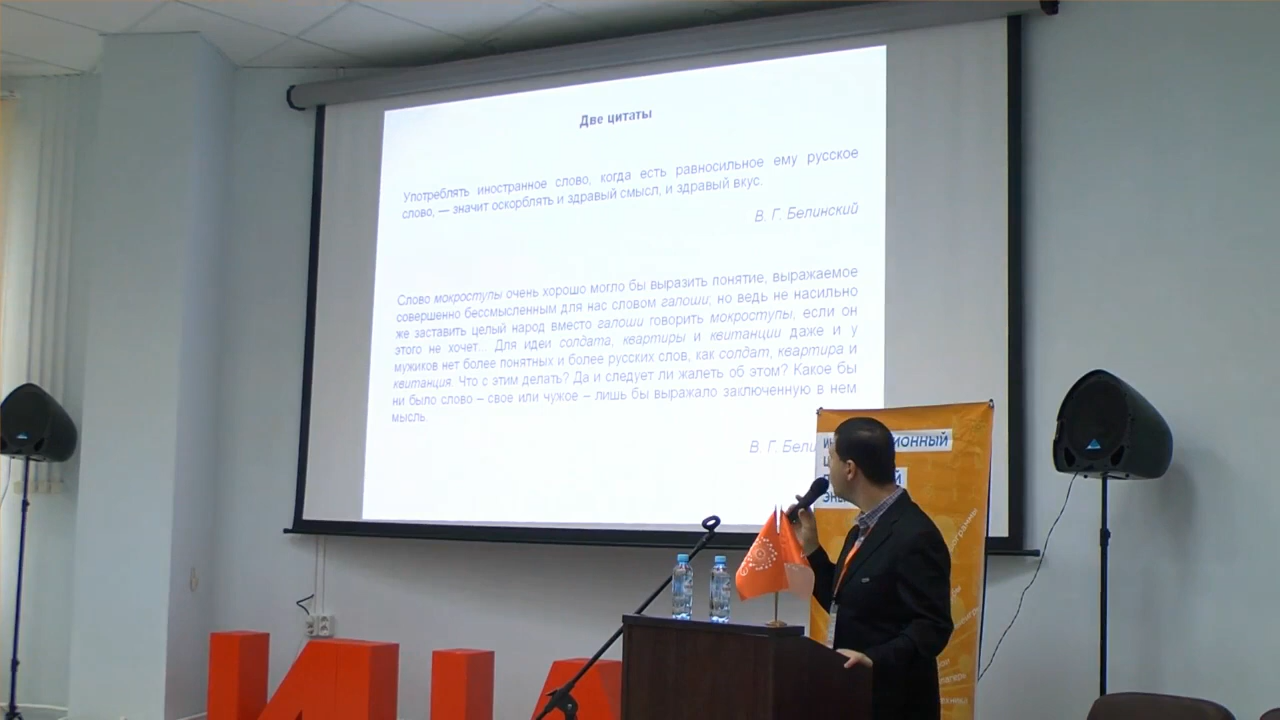 Две цитаты
Употреблять иностранное слово, когда есть равносильное ему русское
слово, — значит оскорблять и здравый смысл, и здравый вкус.
В. Г. Белинский
Слово мокроступы очень хорошо могло бы выразить понятие, выражаемое
совершенно бессмысленным для нас словом галоши; но ведь не насильно
же заставить целый народ вместо галоши говорить мокроступы, если он
этого не хочет... Для идеи солдата, квартиры и квитанции даже и у
мужиков нет более понятных и более русских слов, как солдат, квартира и
квитанция. Что с этим делать? Да и следует ли жалеть об этом? Какое бы
ни было слово – свое или чужое – лишь бы выражало заключенную в нем
мысль.
В. Г. Бели